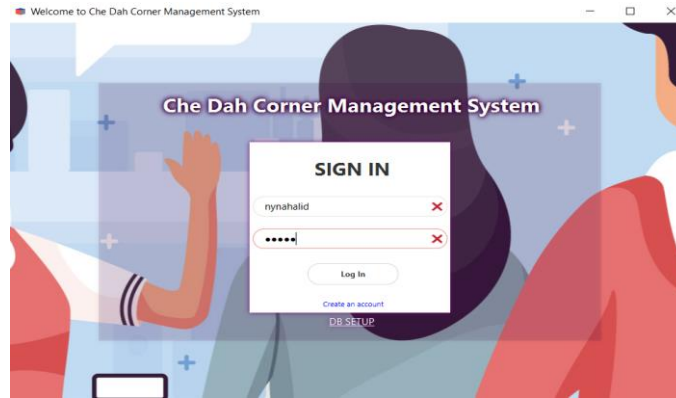 Welcome to Che Dah Corner Management System
Che Dah Corner Management System
SIGN IN
nynahalid
•••••
Log In
Create an account
DB SETUP